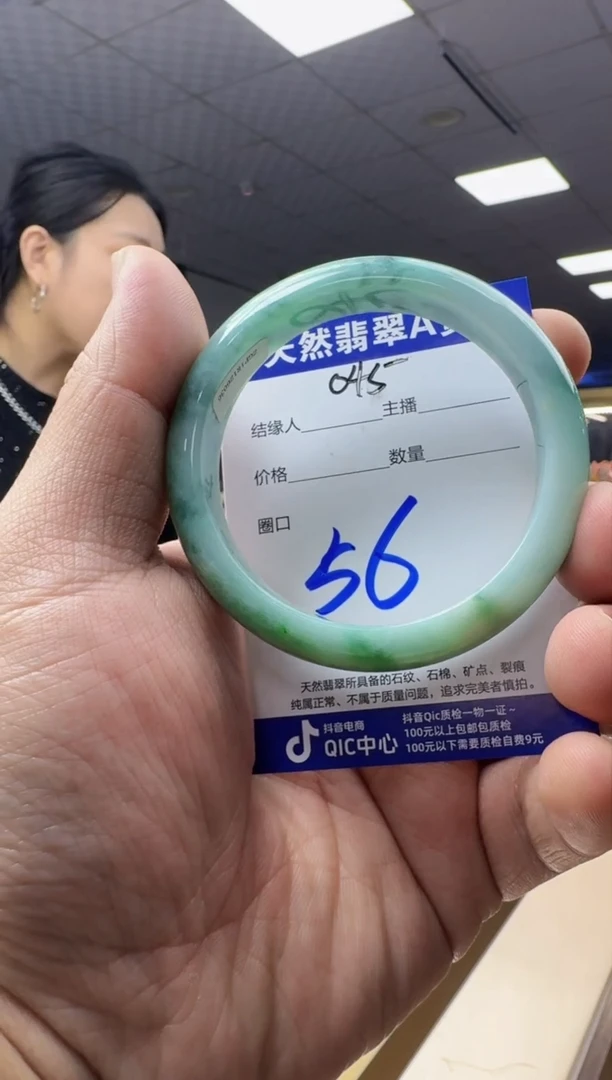 天然翡翠A
结缘人 主播
价格 数量
圈口
56
天然翡翠所具备的石纹、石棉、矿点、裂痕
纯属正常、不属于质量问题，追求完美者慎拍。
抖音电商
QIC中心
抖音Qic质检一物一证~
100元以上包邮包质检
100元以下需要质检自费9元